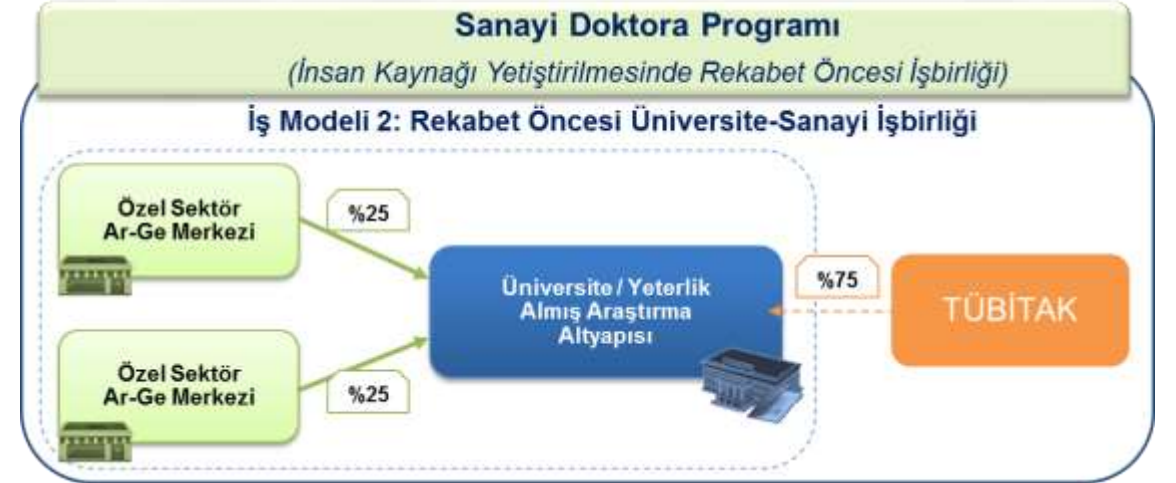 Sanayi Doktora Programı
(İnsan Kaynağı Yetiştirilmesinde Rekabet Öncesi İşbirliği)
İş Modeli 2: Rekabet Öncesi Üniversite-Sanayi İşbirliği
Özel Sektör
Ar-Ge Merkezi
%25
Üniversite / Yeterlik
Almış Araştırma
Altyapısı
%75
TÜBİTAK
Özel Sektör
Ar-Ge Merkezi
%25